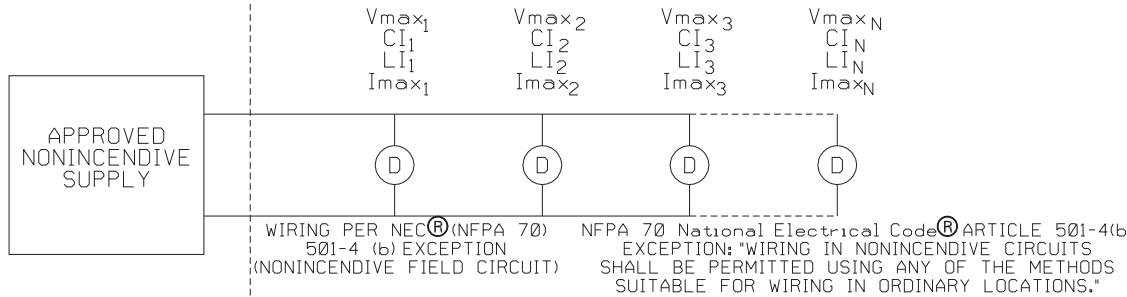 Vmax1 Vmax2 Vmax3 VmaxN
CI1 CI2 CI3 CIN
LI1 LI2 LI3 LIN
Imax1 Imax2 Imax3 ImaxN
APPROVED
NONINCENDIVE
SUPPLY
D D D D
WIRING PER NEC® (NFPA 70)
501-4 (b) EXCEPTION
(NONINCENDIVE FIELD CIRCUIT)
NFPA 70 National Electrical Code® ARTICLE 501-4(b
EXCEPTION: "WIRING IN NONINCENDIVE CIRCUITS
SHALL BE PERMITTED USING ANY OF THE METHODS
SUITABLE FOR WIRING IN ORDINARY LOCATIONS."